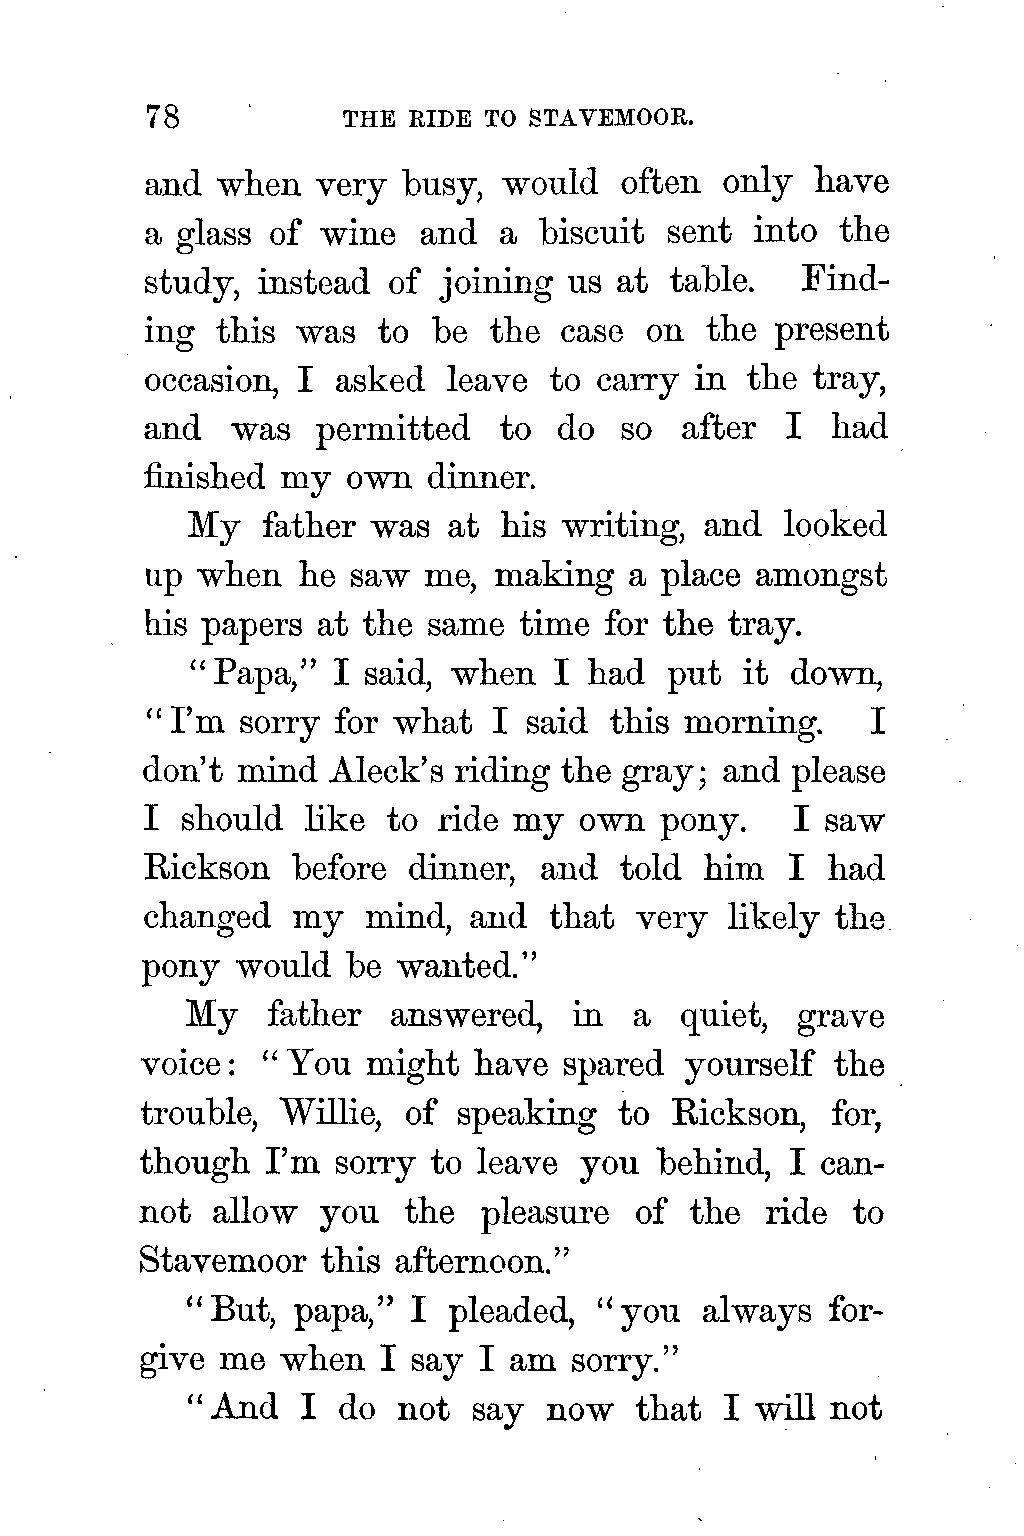 78 THE RIDE TO STAVEMOOR.
and when very busy, would often only have
a glass of wine and a biscuit sent into the
study, instead of joining us at table. Find-
ing this was to be the case on the present
occasion, I asked leave to carry in the tray,
and was permitted to do so after I had
finished my own dinner.
My father was at his writing, and looked
up when he saw me, making a place amongst
his papers at the same time for the tray.
“Papa,” I said, when I had put it down,
“I’m sorry for what I said this morning. I
don’t mind Aleck’s riding the gray; and please
I should like to ride my own pony. I saw
Rickson before dinner, and told him I had
changed my mind, and that very likely the
pony would be wanted.”
My father answered, in a quiet, grave
voice: “You might have spared yourself the
trouble, Willie, of speaking to Rickson, for,
though I’m sorry to leave you behind, I can-
not allow you the pleasure of the ride to
Stavemoor this afternoon.”
“But, papa,” I pleaded, “you always for-
give me when I say I am sorry.”
“And I do not say now that I will not